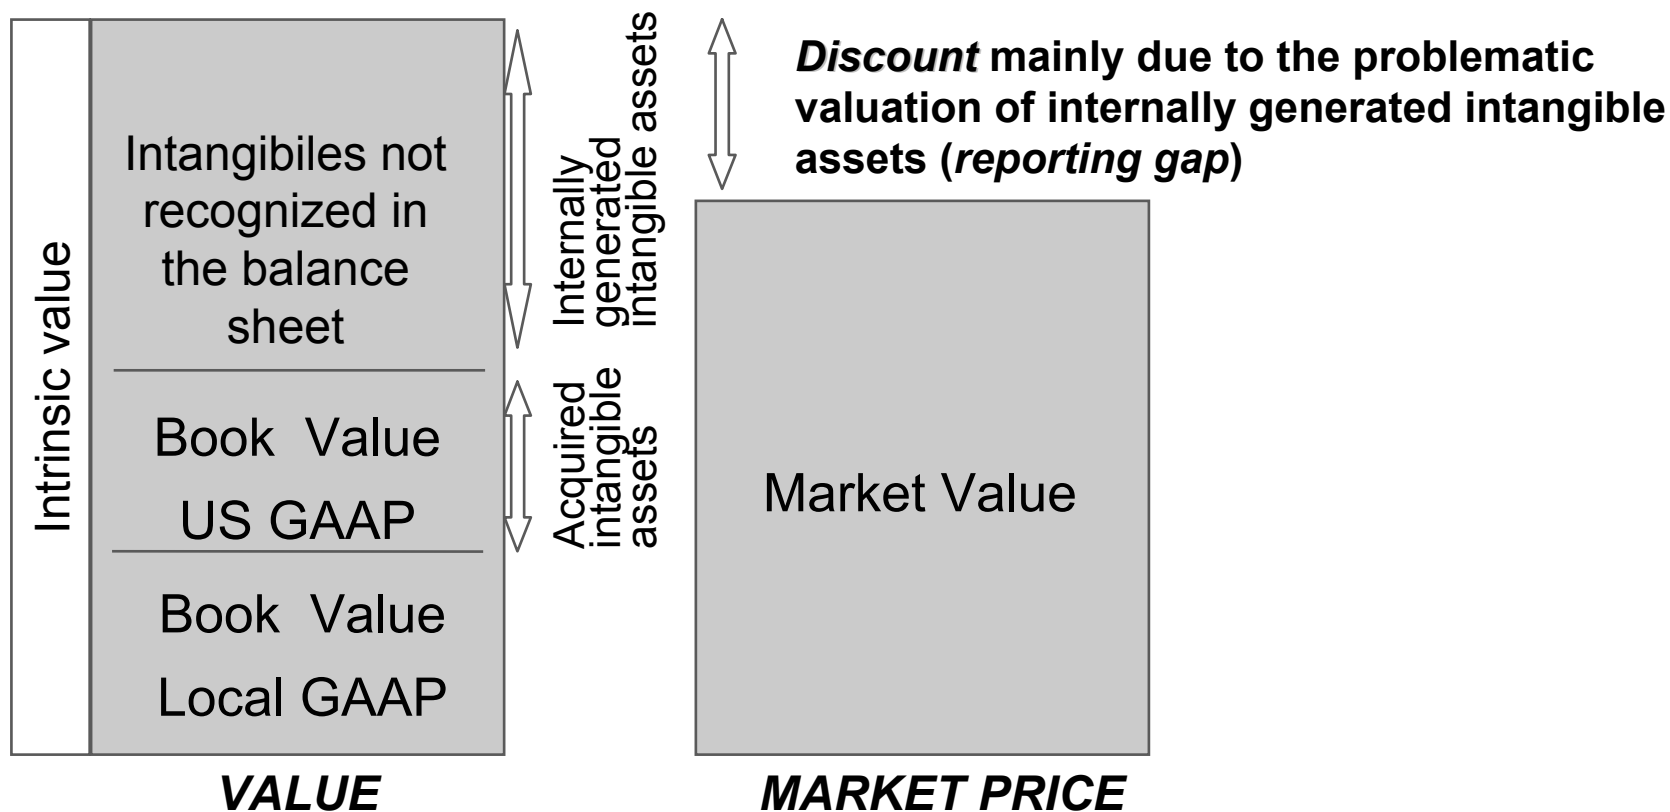 Intrinsic value
Intangibiles not
recognized in
the balance
sheet
Book Value
US GAAP
Book Value
Local GAAP
VALUE
Internally
generated
intangible assets
Acquired
intangible
assets
Discount mainly due to the problematic
valuation of internally generated intangible
assets (reporting gap)
Market Value
MARKET PRICE